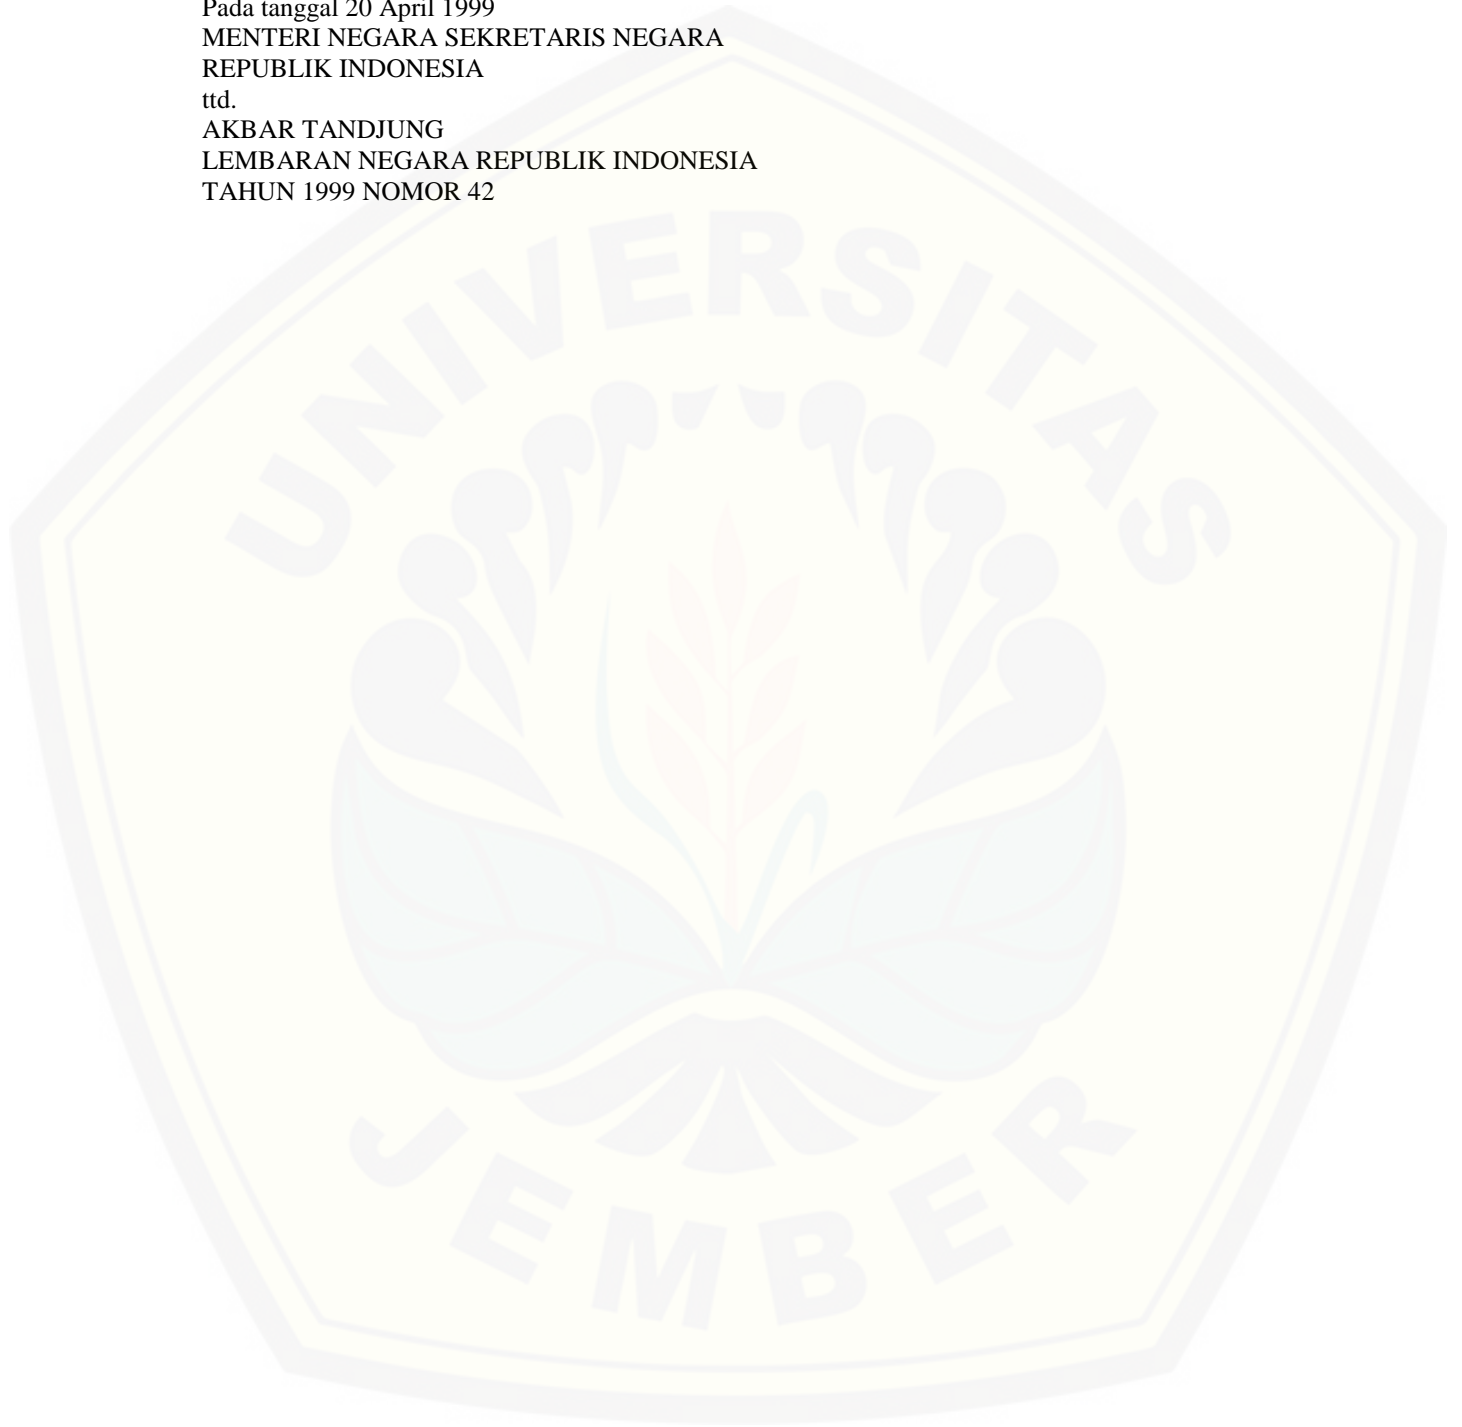 Pada tanggal 20 April 1999
MENTERI NEGARA SEKRETARIS NEGARA
REPUBLIK INDONESIA
ttd.
AKBAR TANDJUNG
LEMBARAN NEGARA REPUBLIK INDONESIA
TAHUN 1999 NOMOR 42
UNIVERSITAS
JEMBER